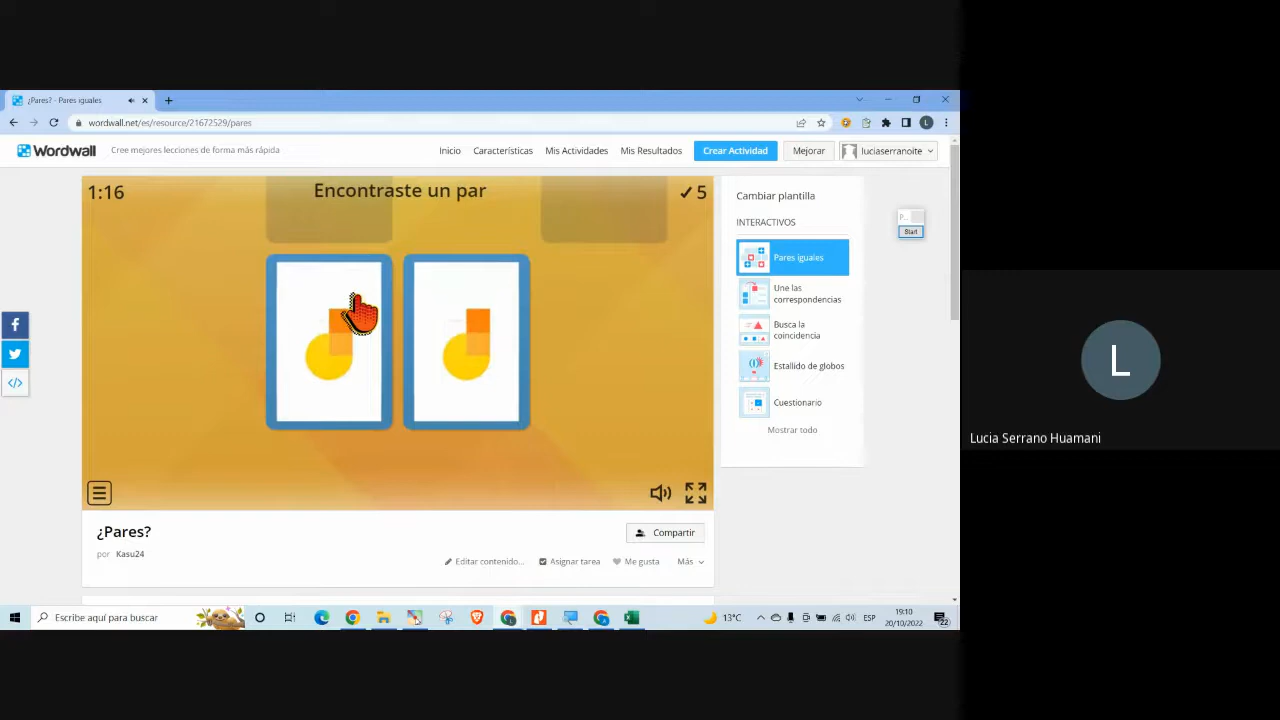 ¿Pares? - Pares iguales
wordwall.net/es/resource/21672529/pares
Wordwall
Cree mejores lecciones de forma más rápida
Inicio
Características
Mis Actividades
Mis Resultados
Crear Actividad
Mejorar
luciaserranoite
1:16
Encontraste un par
5
Cambiar plantilla
INTERACTIVOS
Pares iguales
Une las
correspondencias
Busca la
coincidencia
Estallido de globos
Cuestionario
Mostrar todo
Start
L
Lucia Serrano Huamani
¿Pares?
Compartir
por Kasu24
Editar contenido...
Asignar tarea
Me gusta
Más
Escribe aquí para buscar
13°C
ESP
19:10
20/10/2022
22